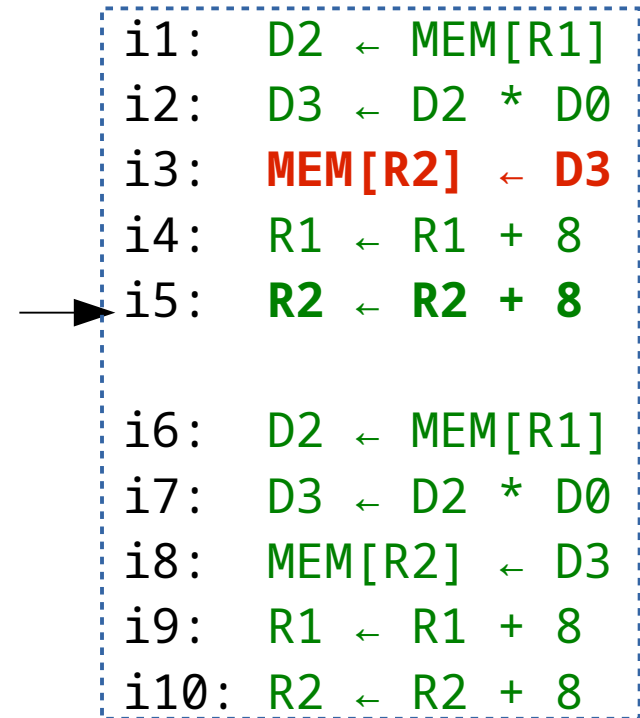 i1: D2 ← MEM[R1]
i2: D3 ← D2 * D0
i3: MEM[R2] ← D3
i4: R1 ← R1 + 8
i5: R2 ← R2 + 8
i6: D2 ← MEM[R1]
i7: D3 ← D2 * D0
i8: MEM[R2] ← D3
i9: R1 ← R1 + 8
i10: R2 ← R2 + 8